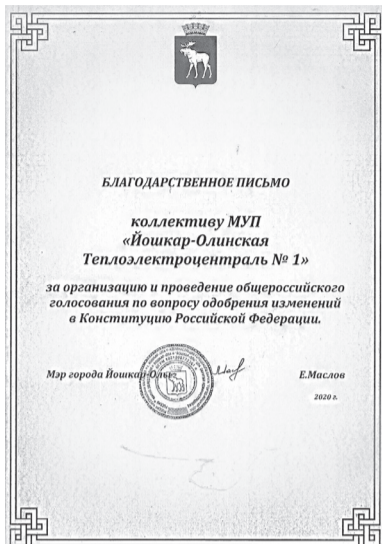 БЛАГОДАРСТВЕННОЕ ПИСЬМО
коллективу МУП
«Йошкар-Олинская
Теплоэлектроцентраль № 1»
за организацию и проведение общероссийского
голосования по вопросу одобрения изменений
в Конституцию Российской Федерации.
Мэр города Йошкар-Олы Е.Маслов
2020 г.